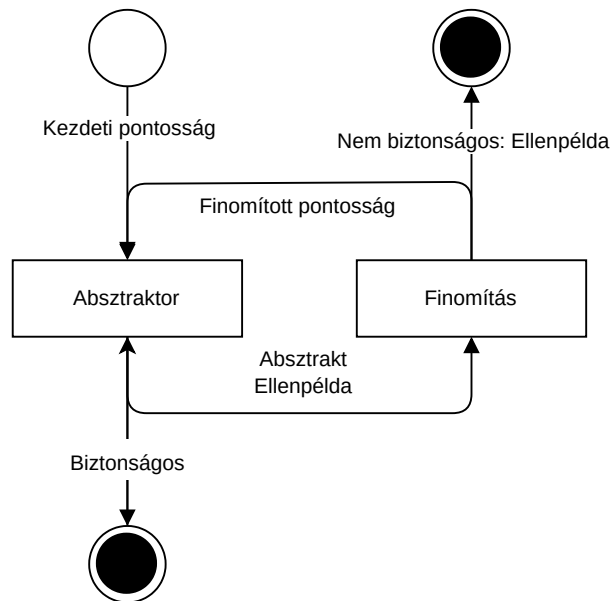 Kezdeti pontosság
Nem biztonságos: Ellenpélda
Finomított pontosság
Absztraktor
Finomítás
Absztrakt
Ellenpélda
Biztonságos